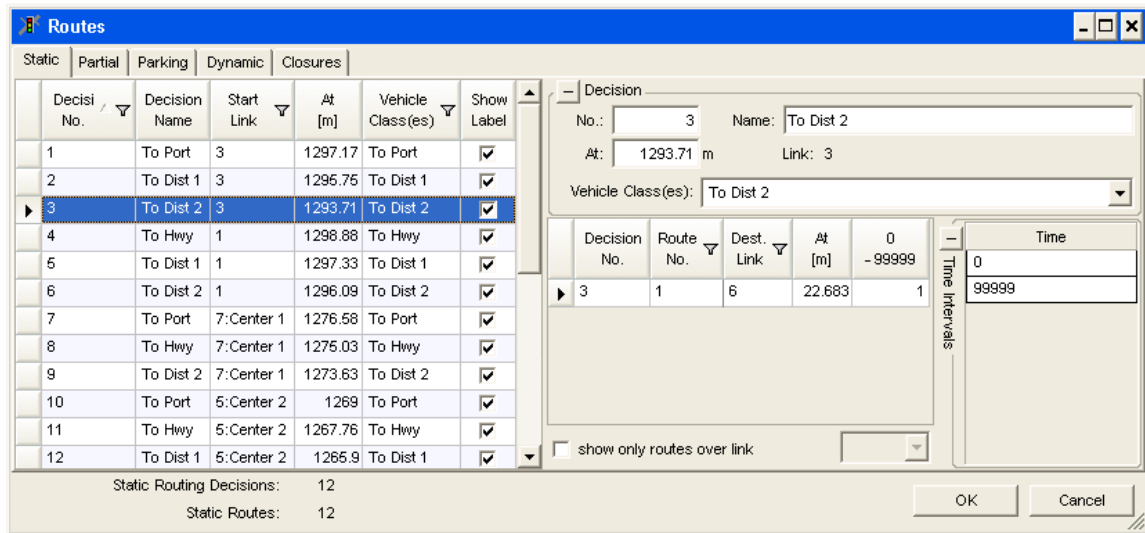 Routes
Static Partial Parking Dynamic Closures
Decisi No. Decision Name Start Link At [m] Vehicle Class(es) Show Label
1 To Port 3 1297.17 To Port
2 To Dist 1 3 1295.75 To Dist 1
3 To Dist 2 3 1293.71 To Dist 2
4 To Hwy 1 1298.88 To Hwy
5 To Dist 1 1 1297.33 To Dist 1
6 To Dist 2 1 1296.09 To Dist 2
7 To Port 7:Center 1 1276.58 To Port
8 To Hwy 7:Center 1 1275.03 To Hwy
9 To Dist 2 7:Center 1 1273.63 To Dist 2
10 To Port 5:Center 2 1269 To Port
11 To Hwy 5:Center 2 1267.76 To Hwy
12 To Dist 1 5:Center 2 1265.9 To Dist 1
Static Routing Decisions: 12
Static Routes: 12
Decision
No.: 3 Name: To Dist 2
At: 1293.71 m Link: 3
Vehicle Class(es): To Dist 2
Decision No. Route No. Dest. Link At [m] 0 - 99999
3 1 6 22.683 1
Time Intervals
Time
0
99999
show only routes over link
OK Cancel